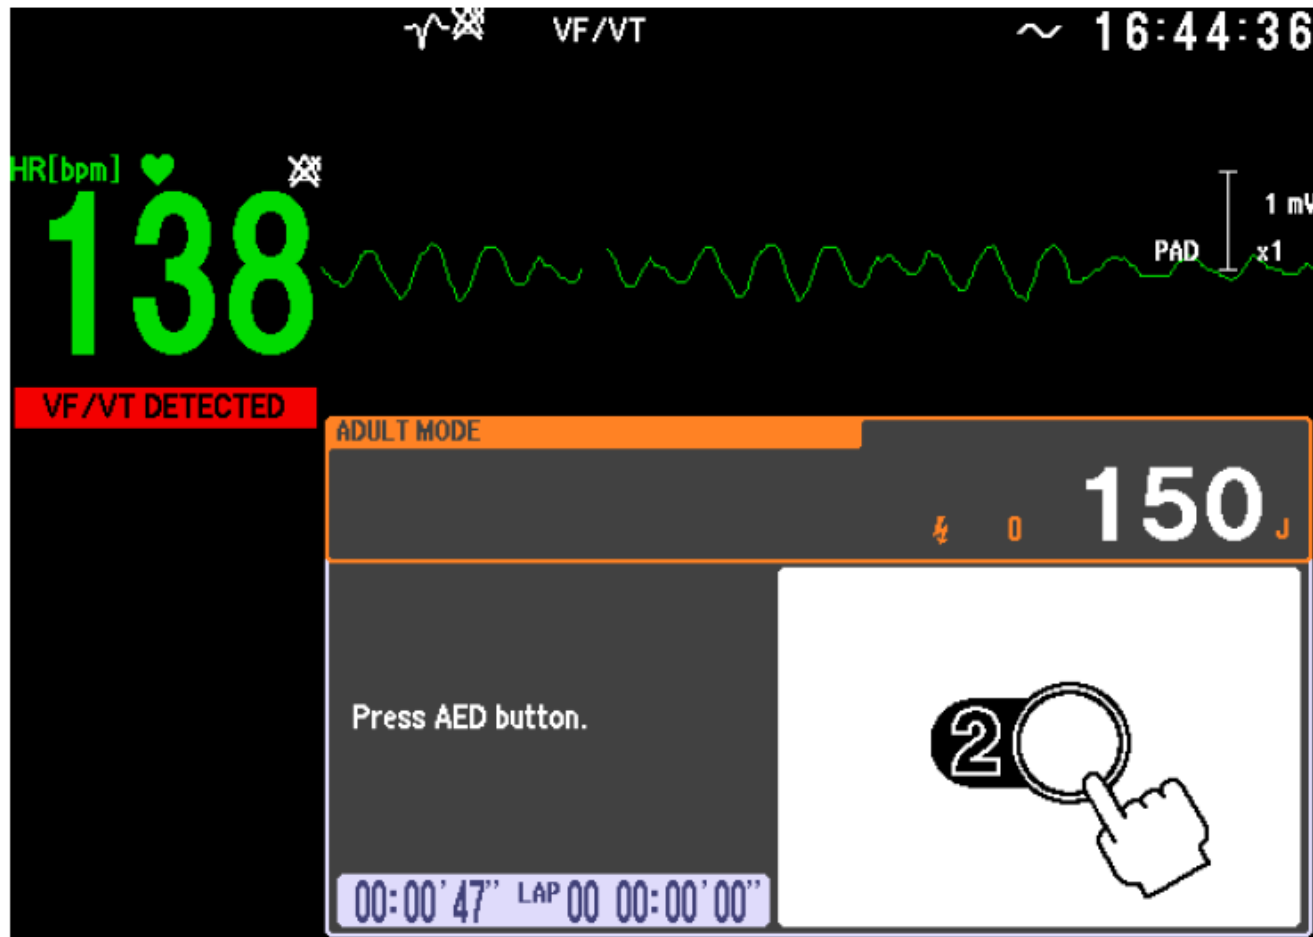 VF/VT
16:44:36
HR[bpm]
138
1 mV
PAD
x1
VF/VT DETECTED
ADULT MODE
0 150 J
Press AED button.
2
00:00'47" LAP 00 00:00'00"